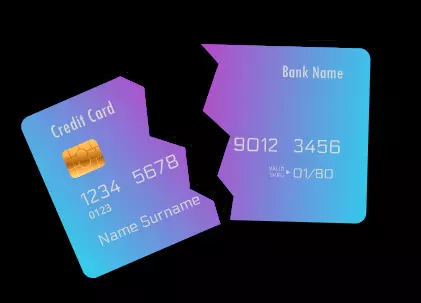 Credit Card
1234 5678
0123
Name Surname
Bank Name
9012 3456
VALID
THRU
01/80